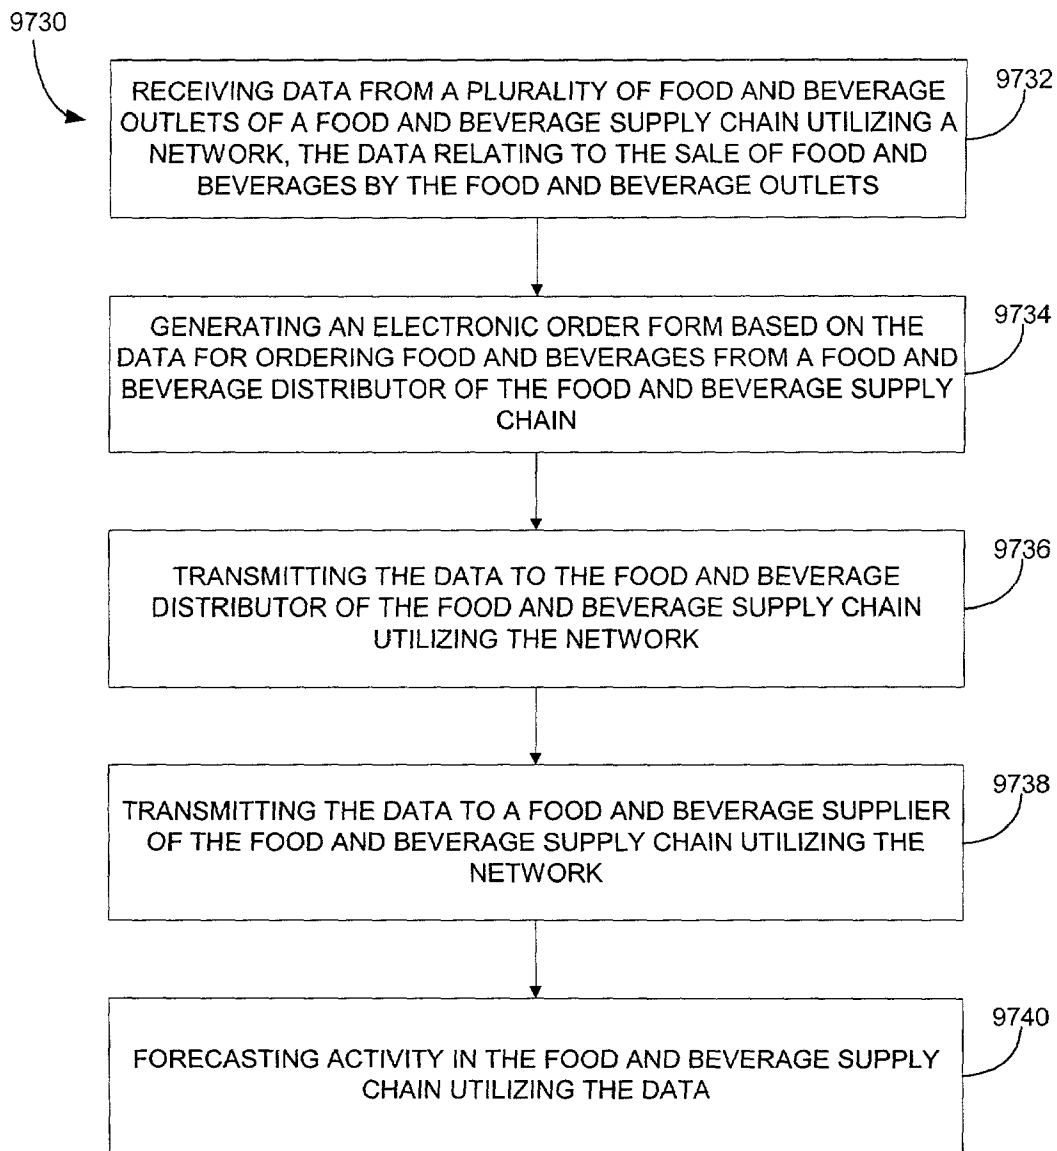 9730
RECEIVING DATA FROM A PLURALITY OF FOOD AND BEVERAGE
OUTLETS OF A FOOD AND BEVERAGE SUPPLY CHAIN UTILIZING A
NETWORK, THE DATA RELATING TO THE SALE OF FOOD AND
BEVERAGES BY THE FOOD AND BEVERAGE OUTLETS
9732
GENERATING AN ELECTRONIC ORDER FORM BASED ON THE
DATA FOR ORDERING FOOD AND BEVERAGES FROM A FOOD AND
BEVERAGE DISTRIBUTOR OF THE FOOD AND BEVERAGE SUPPLY
CHAIN
9734
TRANSMITTING THE DATA TO THE FOOD AND BEVERAGE
DISTRIBUTOR OF THE FOOD AND BEVERAGE SUPPLY CHAIN
UTILIZING THE NETWORK
9736
TRANSMITTING THE DATA TO A FOOD AND BEVERAGE SUPPLIER
OF THE FOOD AND BEVERAGE SUPPLY CHAIN UTILIZING THE
NETWORK
9738
FORECASTING ACTIVITY IN THE FOOD AND BEVERAGE SUPPLY
CHAIN UTILIZING THE DATA
9740